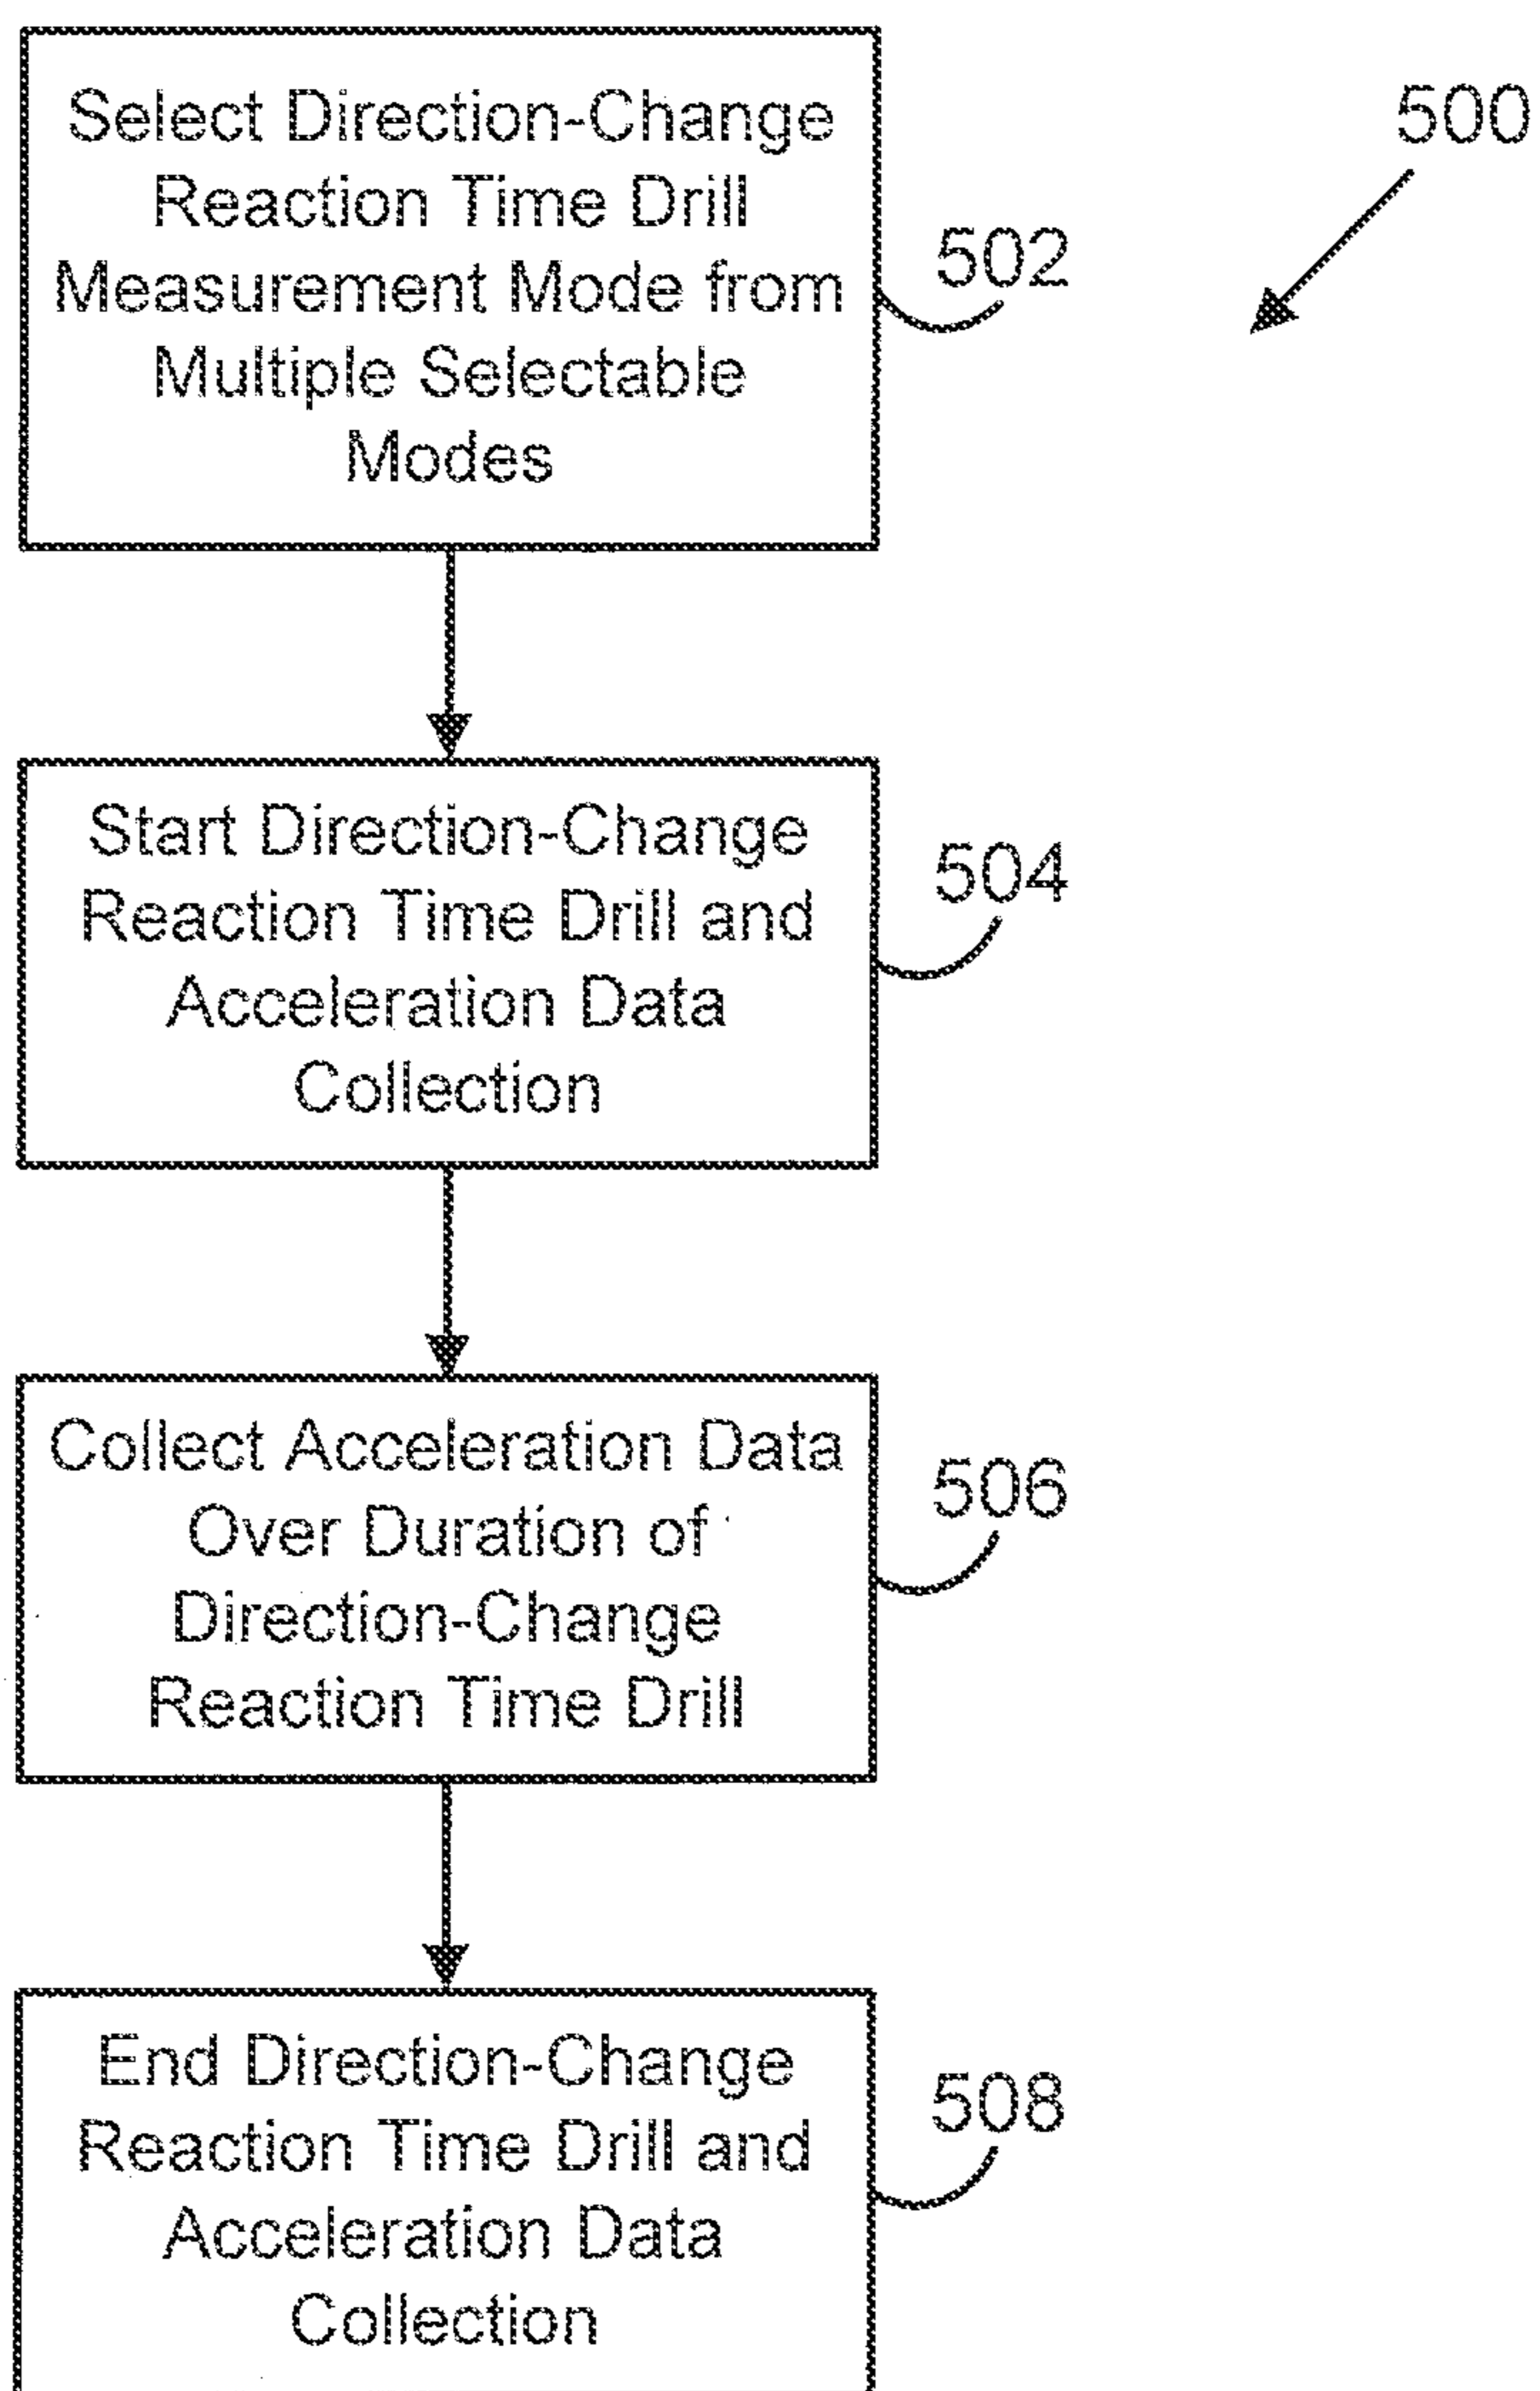 Select Direction-Change
Reaction Time Drill
Measurement Mode from
Multiple Selectable
Modes
500
502
Start Direction-Change
Reaction Time Drill and
Acceleration Data
Collection
504
Collect Acceleration Data
Over Duration of
Direction-Change
Reaction Time Drill
506
End Direction-Change
Reaction Time Drill and
Acceleration Data
Collection
508